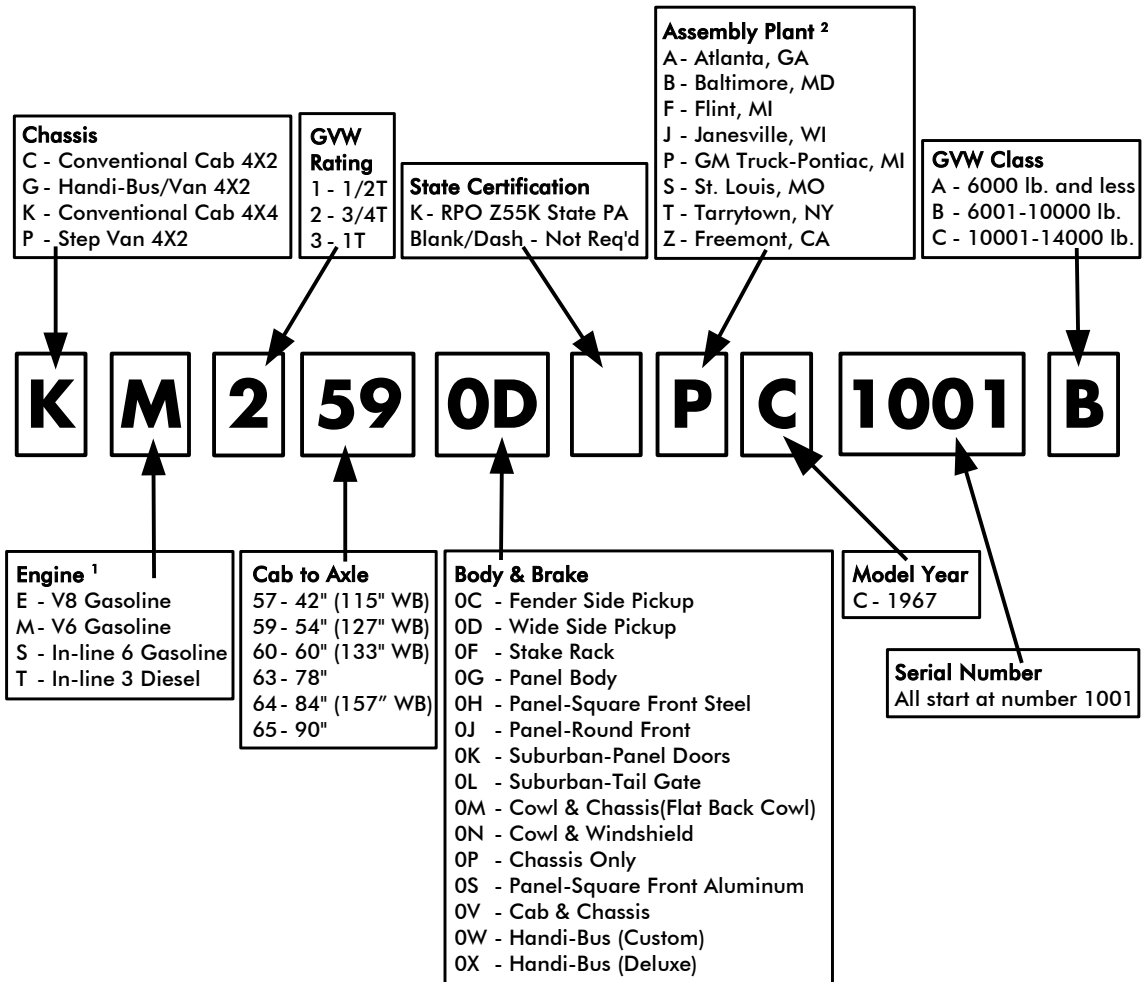 Assembly Plant ²
A - Atlanta, GA
B - Baltimore, MD
F - Flint, MI
J - Janesville, WI
P - GM Truck-Pontiac, MI
S - St. Louis, MO
T - Tarrytown, NY
Z - Freemont, CA
Chassis
C - Conventional Cab 4X2
G - Handi-Bus/Van 4X2
K - Conventional Cab 4X4
P - Step Van 4X2
GVW
Rating
1 - 1/2T
2 - 3/4T
3 - 1T
State Certification
K - RPO Z55K State PA
Blank/Dash - Not Req'd
GVW Class
A - 6000 lb. and less
B - 6001-10000 lb.
C - 10001-14000 lb.
K M 2 59 0D P C 1001 B
Engine ¹
E - V8 Gasoline
M - V6 Gasoline
S - In-line 6 Gasoline
T - In-line 3 Diesel
Cab to Axle
57 - 42" (115" WB)
59 - 54" (127" WB)
60 - 60" (133" WB)
63 - 78"
64 - 84" (157” WB)
65 - 90"
Body & Brake
0C - Fender Side Pickup
0D - Wide Side Pickup
0F - Stake Rack
0G - Panel Body
0H - Panel-Square Front Steel
0J - Panel-Round Front
0K - Suburban-Panel Doors
0L - Suburban-Tail Gate
0M - Cowl & Chassis(Flat Back Cowl)
0N - Cowl & Windshield
0P - Chassis Only
0S - Panel-Square Front Aluminum
0V - Cab & Chassis
0W - Handi-Bus (Custom)
0X - Handi-Bus (Deluxe)
Model Year
C - 1967
Serial Number
All start at number 1001